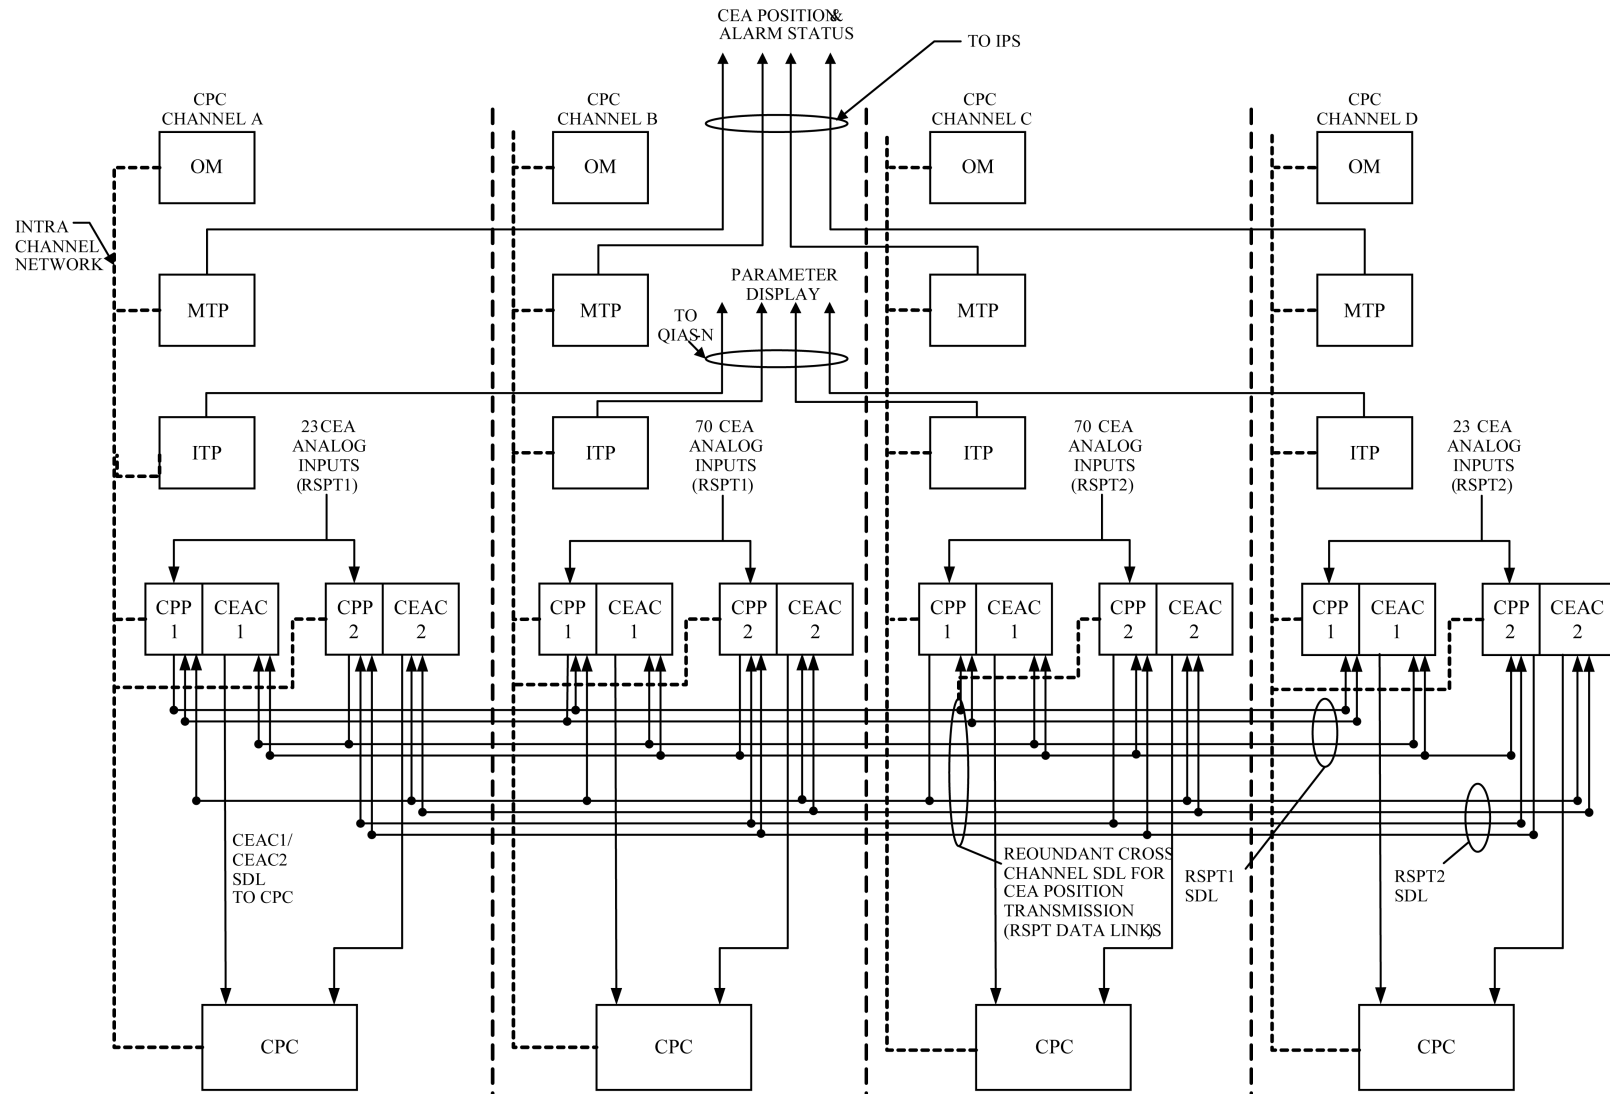 CEA POSITION&
ALARM STATUS
TO IPS
CPC
CHANNEL A
CPC
CHANNEL B
CPC
CHANNEL C
CPC
CHANNEL D
OM
OM
OM
OM
INTRA
CHANNEL
NETWORK
PARAMETER
DISPLAY
MTP
MTP
MTP
MTP
TO
QIAS-N
23 CEA
ANALOG
INPUTS
(RSPT1)
70 CEA
ANALOG
INPUTS
(RSPT1)
70 CEA
ANALOG
INPUTS
(RSPT2)
23 CEA
ANALOG
INPUTS
(RSPT2)
ITP
ITP
ITP
ITP
CPP
1
CEAC
1
CPP
2
CEAC
2
CPP
1
CEAC
1
CPP
2
CEAC
2
CPP
1
CEAC
1
CPP
2
CEAC
2
CPP
1
CEAC
1
CPP
2
CEAC
2
CEAC1/
CEAC2
SDL
TO CPC
REOUNDANT CROSS
CHANNEL SDL FOR
CEA POSITION
TRANSMISSION
(RSPT DATA LINKS)
RSPT1
SDL
RSPT2
SDL
CPC
CPC
CPC
CPC